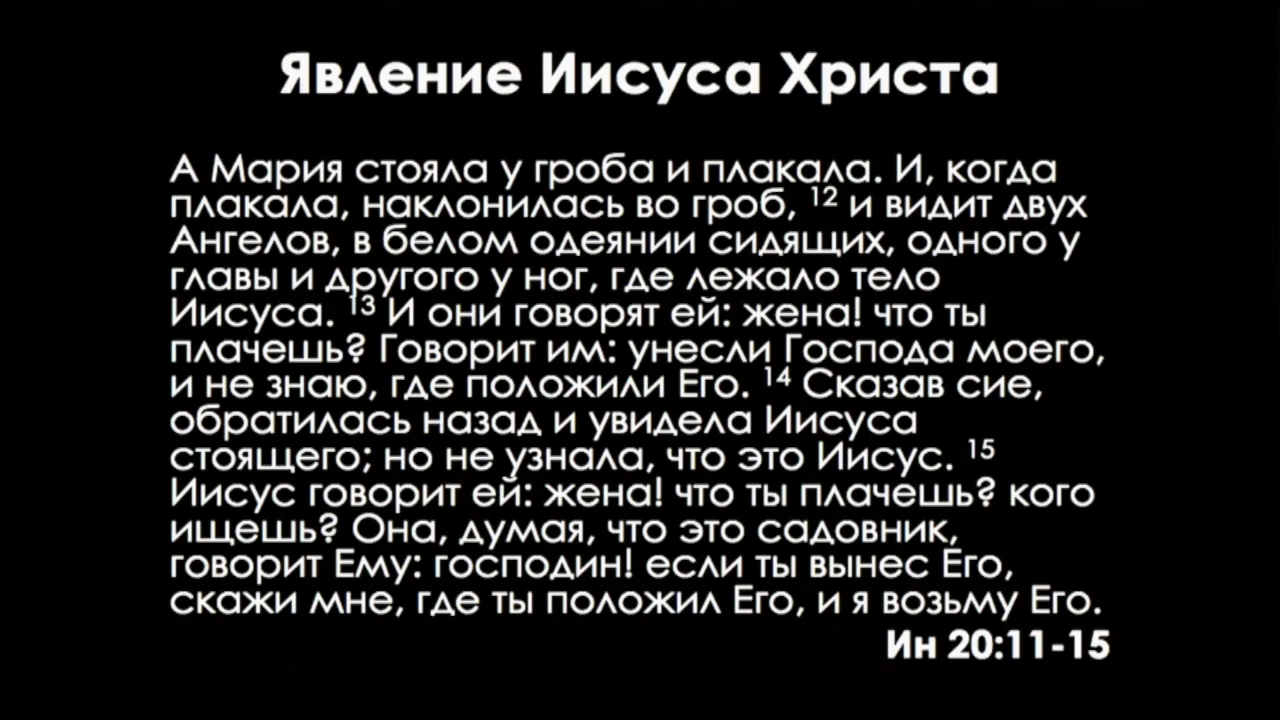 Явление Иисуса Христа
А Мария стояла у гроба и плакала. И, когда
плакала, наклонилась во гроб, ¹² и видит двух
Ангелов, в белом одеянии сидящих, одного у
главы и другого у ног, где лежало тело
Иисуса. ¹³ И они говорят ей: жена! что ты
плачешь? Говорит им: унесли Господа моего,
и не знаю, где положили Его. ¹⁴ Сказав сие,
обратилась назад и увидела Иисуса
стоящего; но не узнала, что это Иисус. ¹⁵
Иисус говорит ей: жена! что ты плачешь? кого
ищешь? Она, думая, что это садовник,
говорит Ему: господин! если ты вынес Его,
скажи мне, где ты положил Его, и я возьму Его.
Ин 20:11-15